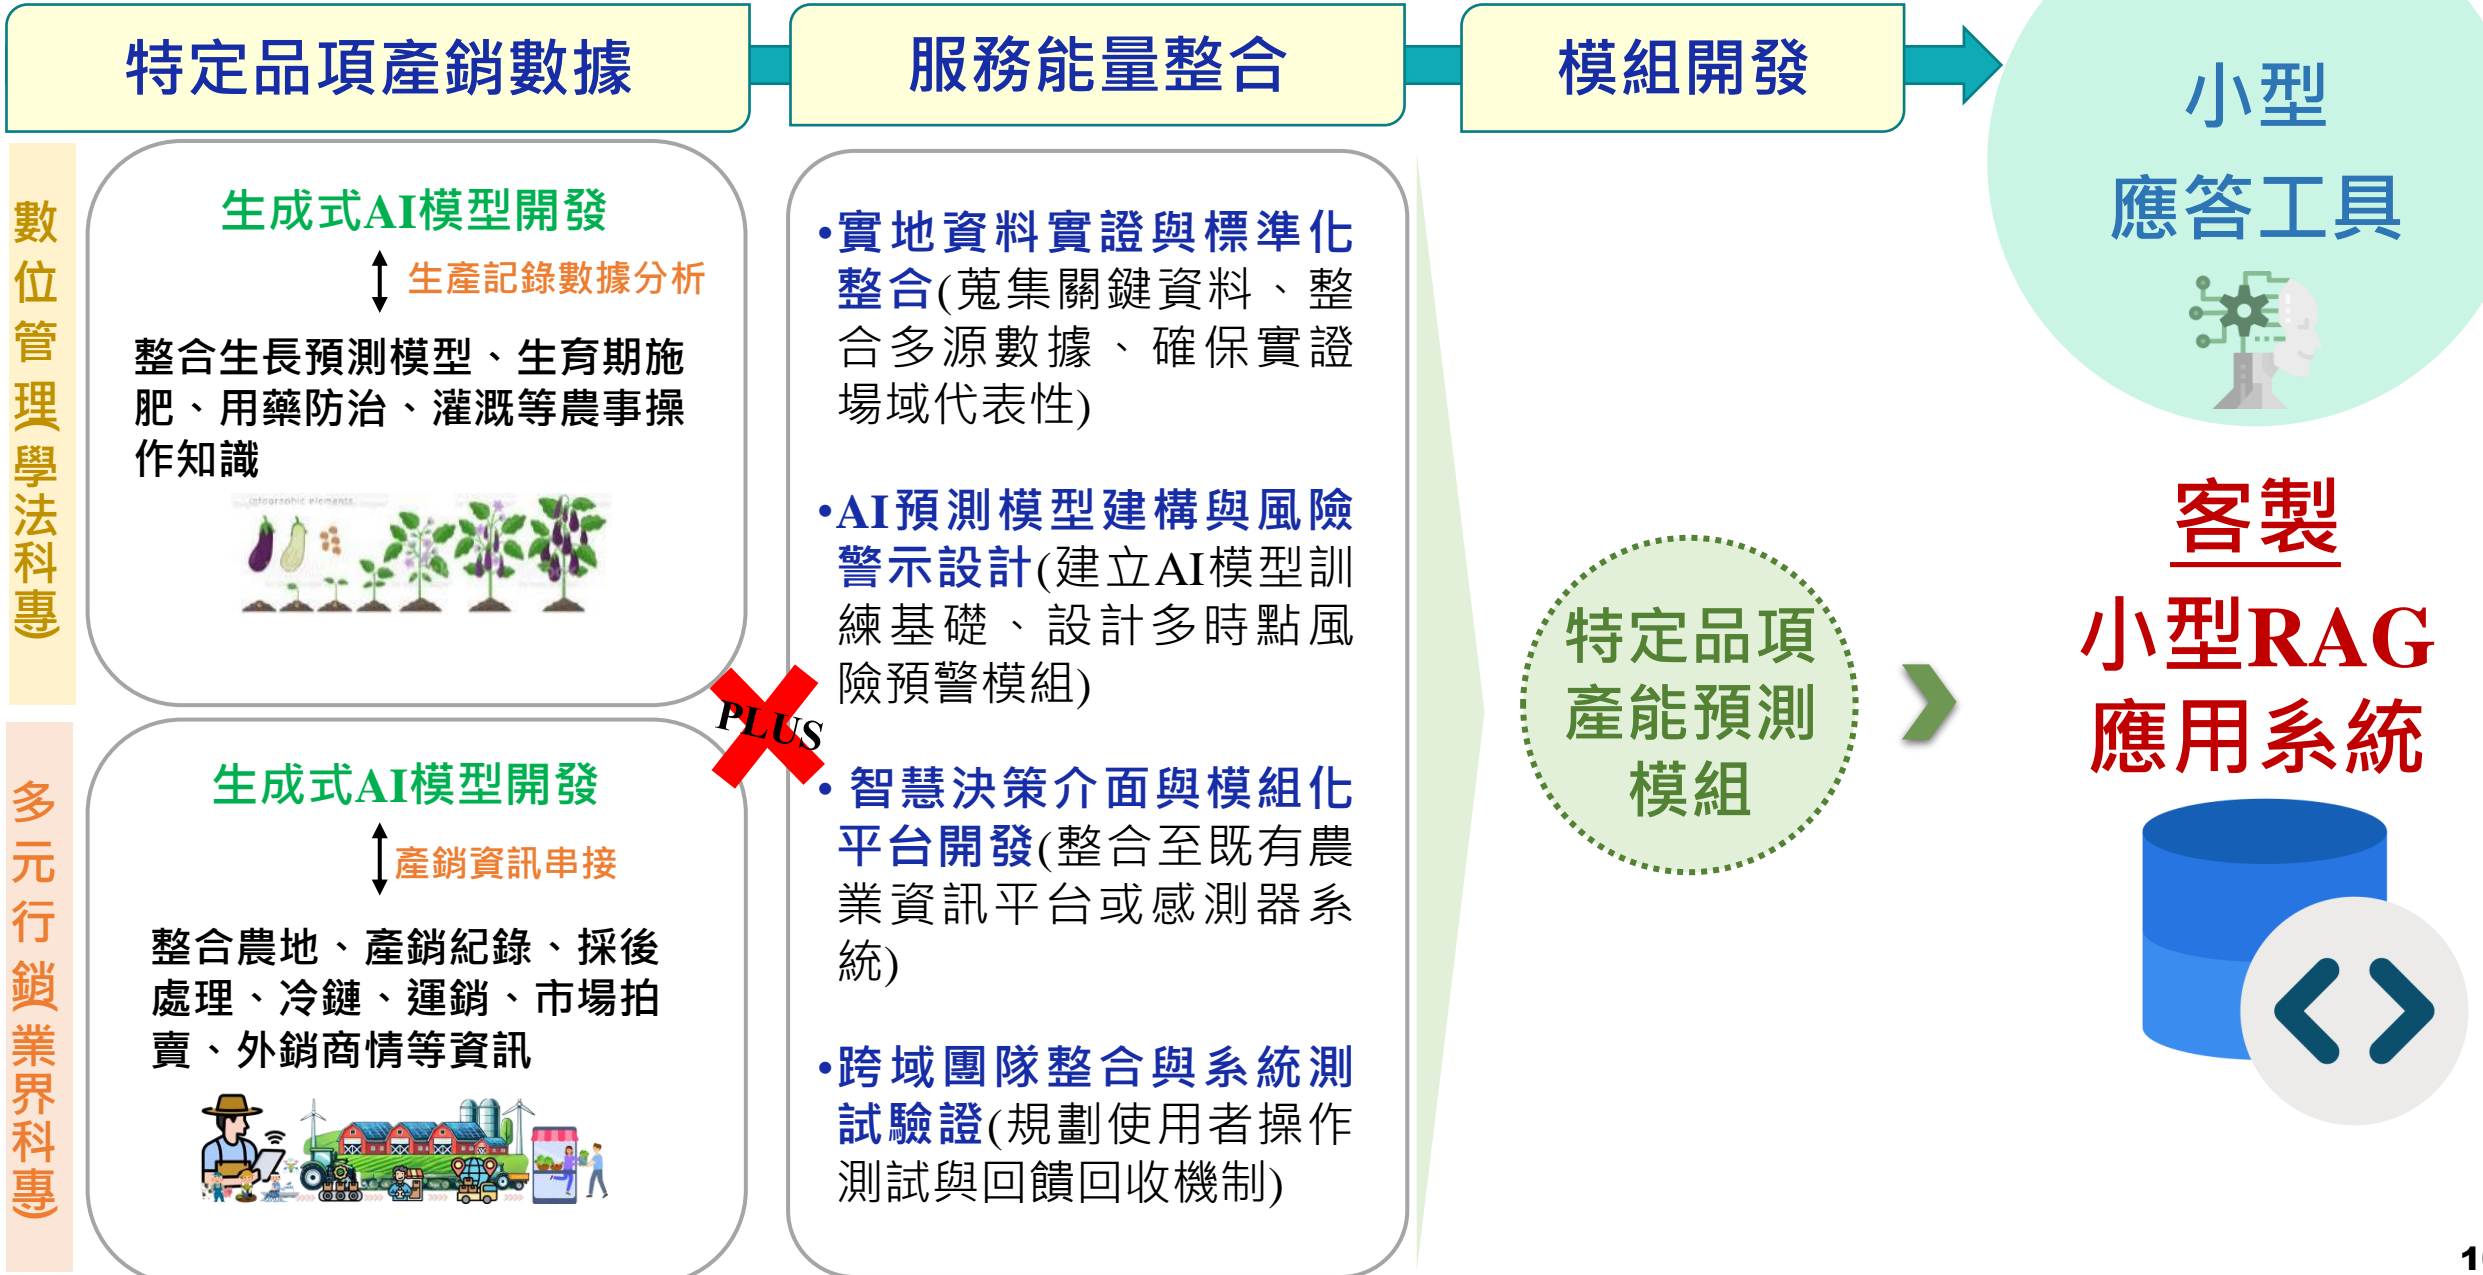 特定品項產銷數據
服務能量整合
模組開發
小型
應答工具
數位管理(學法科專)
生成式AI模型開發
生產記錄數據分析
整合生長預測模型、生育期施
肥、用藥防治、灌溉等農事操
作知識
infographic elements
多元行銷(業界科專)
生成式AI模型開發
產銷資訊串接
整合農地、產銷紀錄、採後
處理、冷鏈、運銷、市場拍
賣、外銷商情等資訊
PLUS
•實地資料實證與標準化
整合(蒐集關鍵資料、整
合多源數據、確保實證
場域代表性)
•AI預測模型建構與風險
警示設計(建立AI模型訓
練基礎、設計多時點風
險預警模組)
• 智慧決策介面與模組化
平台開發(整合至既有農
業資訊平台或感測器系
統)
•跨域團隊整合與系統測
試驗證(規劃使用者操作
測試與回饋回收機制)
特定品項
產能預測
模組
客製
小型RAG
應用系統